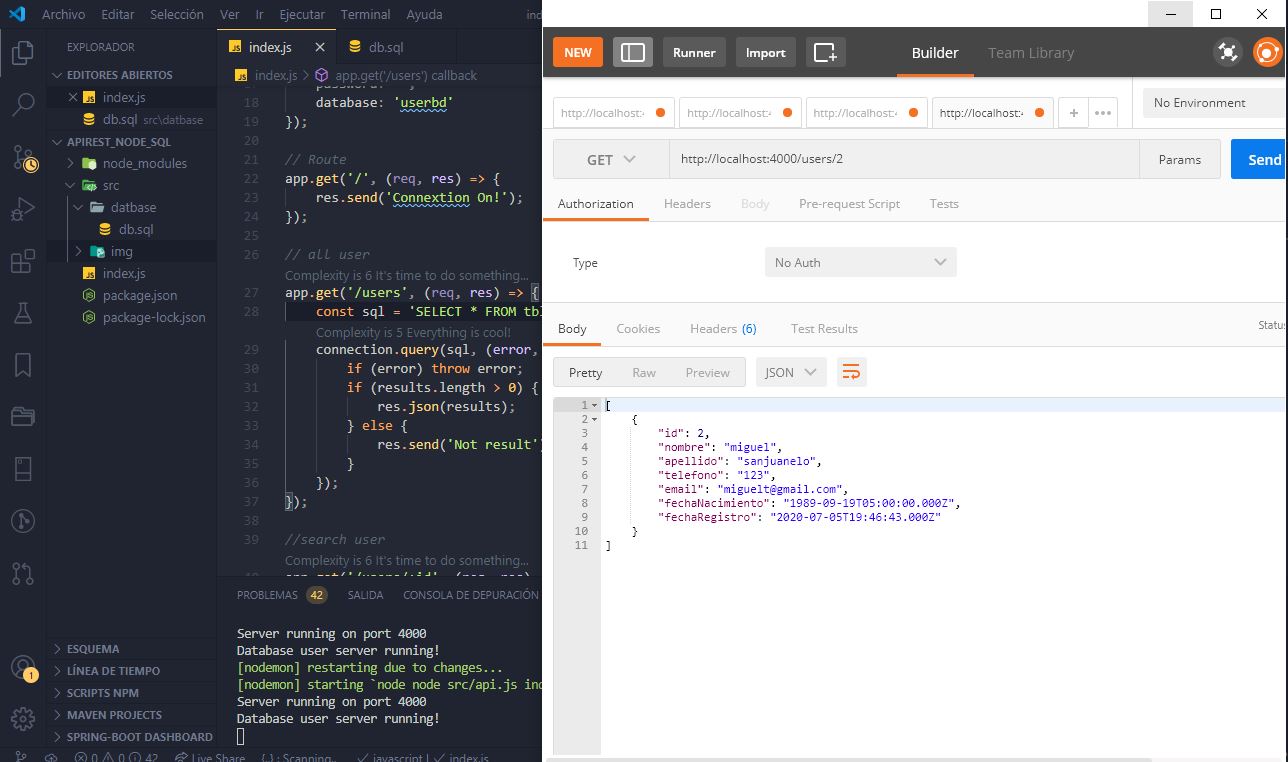 Archivo Editar Selección Ver Ir Ejecutar Terminal Ayuda
EXPLORADOR
EDITORES ABIERTOS
index.js
db.sql src\datbase
APIREST_NODE_SQL
node_modules
src
datbase
db.sql
img
index.js
package.json
package-lock.json
ESQUEMA
LÍNEA DE TIEMPO
SCRIPTS NPM
MAVEN PROJECTS
SPRING-BOOT DASHBOARD
1
index.js db.sql
index.js > app.get('/users') callback
18 database: 'userbd'
19 });
20
21 // Route
22 app.get('/', (req, res) => {
23 res.send('Connextion On!');
24 });
25
26 // all user
Complexity is 6 It's time to do something...
27 app.get('/users', (req, res) => {
28 const sql = 'SELECT * FROM tbl
Complexity is 5 Everything is cool!
29 connection.query(sql, (error,
30 if (error) throw error;
31 if (results.length > 0) {
32 res.json(results);
33 } else {
34 res.send('Not result'
35 }
36 });
37 });
38
39 //search user
Complexity is 6 It's time to do something...
PROBLEMAS 42 SALIDA CONSOLA DE DEPURACIÓN
Server running on port 4000
Database user server running!
[nodemon] restarting due to changes...
[nodemon] starting `node node src/api.js ind
Server running on port 4000
Database user server running!
0 0 42 Live Share Scanning.. javascript | index.js
NEW Runner Import Builder Team Library
http://localhost:4 http://localhost:4 http://localhost:4 http://localhost:4 + ••• No Environment
GET http://localhost:4000/users/2 Params Send
Authorization Headers Body Pre-request Script Tests
Type No Auth
Body Cookies Headers (6) Test Results Status
Pretty Raw Preview JSON
1 [
2 {
3 "id": 2,
4 "nombre": "miguel",
5 "apellido": "sanjuanelo",
6 "telefono": "123",
7 "email": "miguelt@gmail.com",
8 "fechaNacimiento": "1989-09-19T05:00:00.000Z",
9 "fechaRegistro": "2020-07-05T19:46:43.000Z"
10 }
11 ]